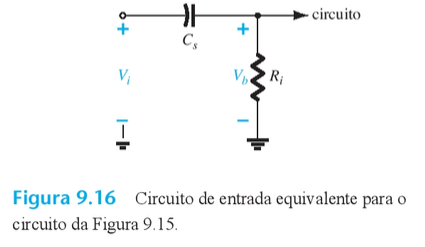 circuito
+
C_s
+
V_i
V_b
R_i
–
–
Figura 9.16 Circuito de entrada equivalente para o
circuito da Figura 9.15.